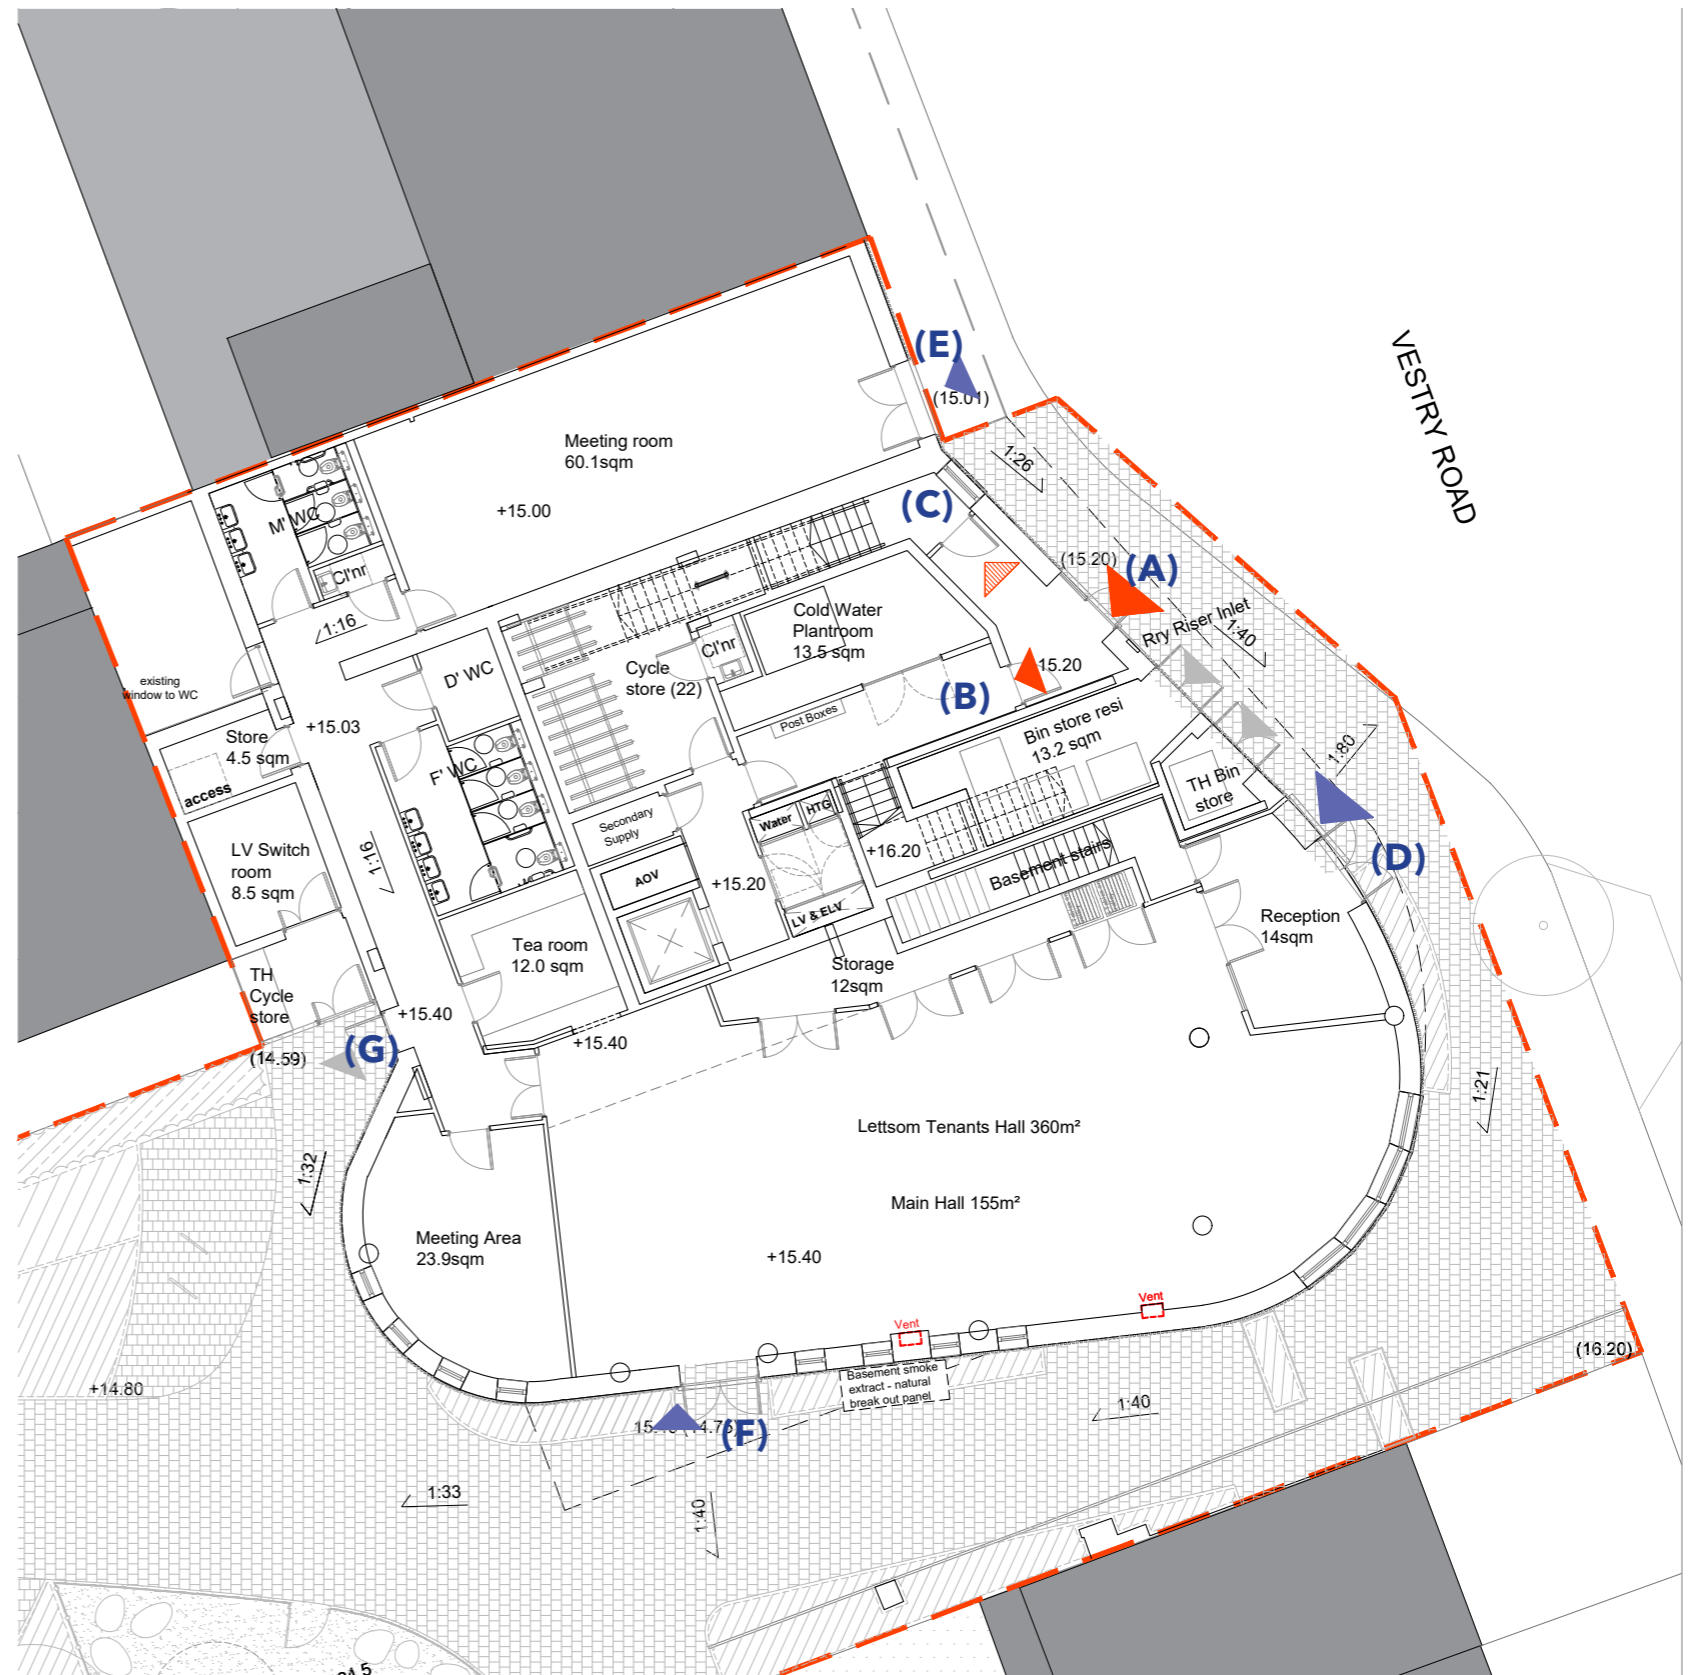 VESTRY ROAD
(E)
(15.01)
Meeting room
60.1sqm
+15.00
1:26
(C)
M' WC
Cl'nr
1:16
(15.20)
(A)
Rry Riser Inlet
1:40
Cold Water
Plantroom
13.5 sqm
Cl'nr
Cycle
store (22)
D' WC
15.20
(B)
Post Boxes
existing
window to WC
+15.03
Store
4.5 sqm
access
F' WC
Bin store resi
13.2 sqm
1:80
TH Bin
store
(D)
Secondary
Supply
Water
HTG
+16.20
AOV
+15.20
LV & ELV
Basement stairs
LV Switch
room
8.5 sqm
1:16
Reception
14sqm
Tea room
12.0 sqm
Storage
12sqm
TH
Cycle
store
+15.40
(G)
(14.59)
+15.40
1:21
Lettsom Tenants Hall 360m²
1:32
Main Hall 155m²
Meeting Area
23.9sqm
+15.40
Vent
Vent
(16.20)
Basement smoke
extract - natural
break out panel
+14.80
1:40
(F)
1:33
1:40